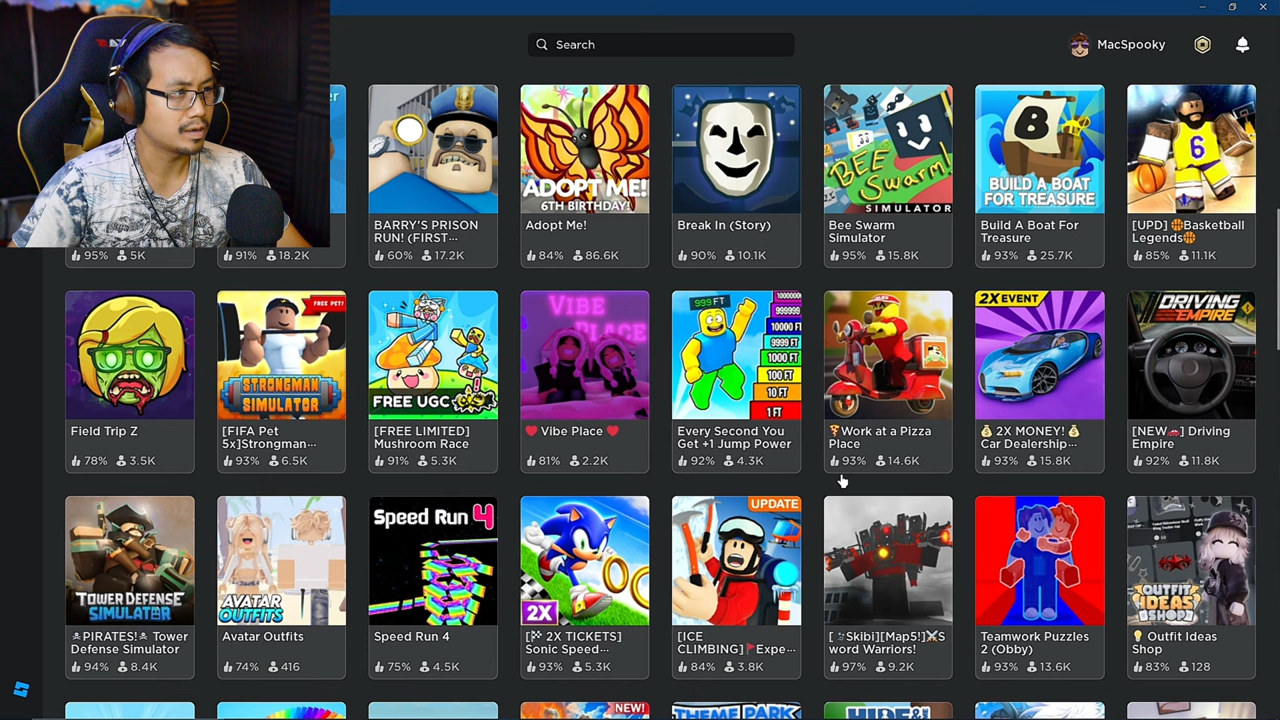 Search
MacSpooky
ADOPT ME!
6TH BIRTHDAY!
BEE
SWARM!
SIMULATOR
B
BUILD A BOAT
FOR TREASURE
6
BARRY'S PRISON
RUN! (FIRST...
Adopt Me!
Break In (Story)
Bee Swarm
Simulator
Build A Boat For
Treasure
[UPD] 🏀Basketball
Legends🏀
95% 5K
91% 18.2K
60% 17.2K
84% 86.6K
90% 10.1K
95% 15.8K
93% 25.7K
85% 11.1K
FREE PET!
STRONGMAN
SIMULATOR
FREE UGC
VIBE
PLACE
999 FT
999999
10000 FT
9999 FT
1000 FT
100 FT
10 FT
1 FT
2X EVENT
DRIVING
EMPIRE
Field Trip Z
[FIFA Pet
5x]Strongman...
[FREE LIMITED]
Mushroom Race
❤️ Vibe Place ❤️
Every Second You
Get +1 Jump Power
🍕Work at a Pizza
Place
💰 2X MONEY! 💰
Car Dealership...
[NEW🚗] Driving
Empire
78% 3.5K
93% 6.5K
91% 5.3K
81% 2.2K
92% 4.3K
93% 14.6K
93% 15.8K
92% 11.8K
TOWER DEFENSE
SIMULATOR
AVATAR
OUTFITS
Speed Run 4
2X
UPDATE
OUTFIT
IDEAS
SHOP
☠PIRATES!☠ Tower
Defense Simulator
Avatar Outfits
Speed Run 4
[🏁 2X TICKETS]
Sonic Speed...
[ICE
CLIMBING] 🚩Expe...
[🚽Skibi][Map5!]⚔️S
word Warriors!
Teamwork Puzzles
2 (Obby)
💡 Outfit Ideas
Shop
94% 8.4K
74% 416
75% 4.5K
93% 5.3K
84% 3.8K
97% 9.2K
93% 13.6K
83% 128
NEW!
THEME PARK